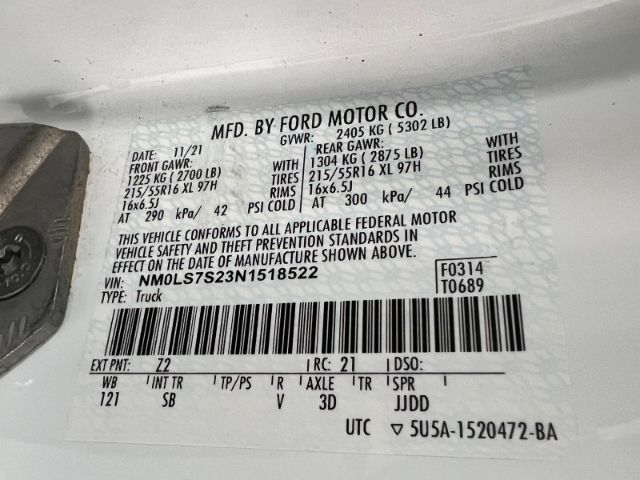 MFD. BY FORD MOTOR CO.
DATE: 11/21 GVWR: 2405 KG ( 5302 LB)
FRONT GAWR: REAR GAWR:
1225 KG ( 2700 LB) WITH 1304 KG ( 2875 LB) WITH
215/55R16 XL 97H TIRES 215/55R16 XL 97H TIRES
16x6.5J RIMS 16x6.5J RIMS
AT 290 kPa/ 42 PSI COLD AT 300 kPa/ 44 PSI COLD
THIS VEHICLE CONFORMS TO ALL APPLICABLE FEDERAL MOTOR
VEHICLE SAFETY AND THEFT PREVENTION STANDARDS IN
EFFECT ON THE DATE OF MANUFACTURE SHOWN ABOVE.
VIN: NM0LS7S23N1518522 F0314
TYPE: Truck T0689
EXT PNT: Z2 RC: 21 DSO:
WB INT TR TP/PS R AXLE TR SPR
121 SB V 3D JJDD
UTC ▽ 5U5A-1520472-BA